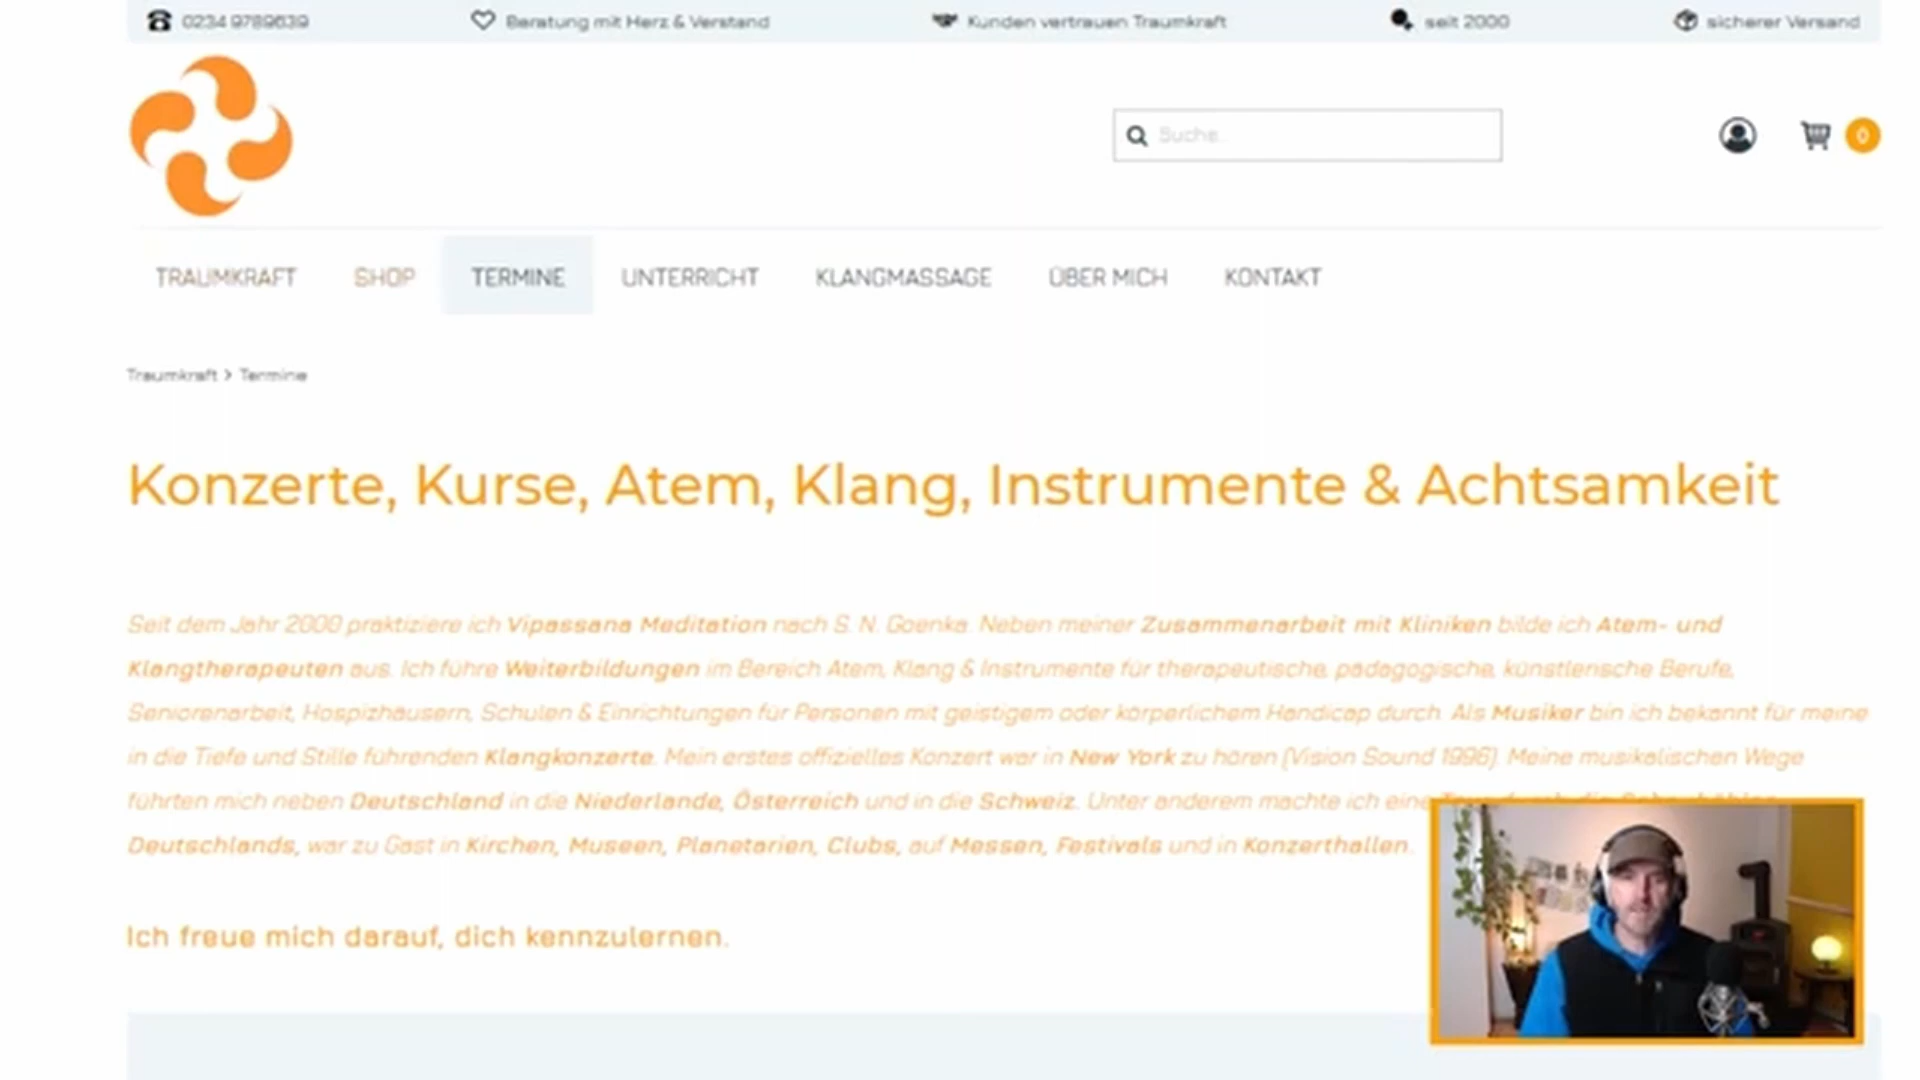 0234 9789639 Beratung mit Herz & Verstand Kunden vertrauen Traumkraft seit 2000 sicherer Versand
Suche...
0
TRAUMKRAFT SHOP TERMINE UNTERRICHT KLANGMASSAGE ÜBER MICH KONTAKT
Traumkraft > Termine
Konzerte, Kurse, Atem, Klang, Instrumente & Achtsamkeit
Seit dem Jahr 2000 praktiziere ich Vipassana Meditation nach S. N. Goenka. Neben meiner Zusammenarbeit mit Kliniken bilde ich Atem- und
Klangtherapeuten aus. Ich führe Weiterbildungen im Bereich Atem, Klang & Instrumente für therapeutische, pädagogische, künstlerische Berufe,
Seniorenarbeit, Hospizhäusern, Schulen & Einrichtungen für Personen mit geistigem oder körperlichem Handicap durch. Als Musiker bin ich bekannt für meine
in die Tiefe und Stille führenden Klangkonzerte. Mein erstes offizielles Konzert war in New York zu hören (Vision Sound 1996). Meine musikalischen Wege
führten mich neben Deutschland in die Niederlande, Österreich und in die Schweiz. Unter anderem machte ich eine
Deutschlands, war zu Gast in Kirchen, Museen, Planetarien, Clubs, auf Messen, Festivals und in Konzerthallen.
Ich freue mich darauf, dich kennzulernen.